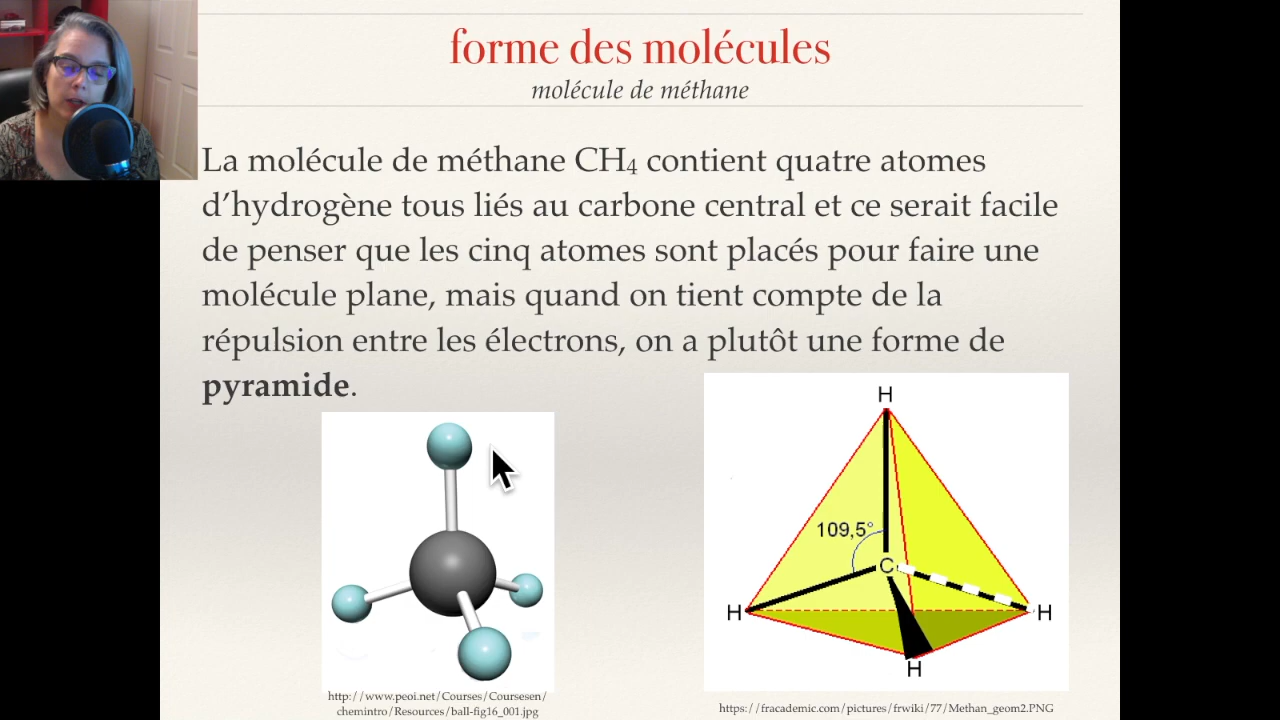 forme des molécules
molécule de méthane
La molécule de méthane CH₄ contient quatre atomes
d’hydrogène tous liés au carbone central et ce serait facile
de penser que les cinq atomes sont placés pour faire une
molécule plane, mais quand on tient compte de la
répulsion entre les électrons, on a plutôt une forme de
pyramide.
H
109,5°
C
H
H
H
http://www.peoi.net/Courses/Coursesen/
chemintro/Resources/ball-fig16_001.jpg
https://fracademic.com/pictures/frwiki/77/Methan_geom2.PNG